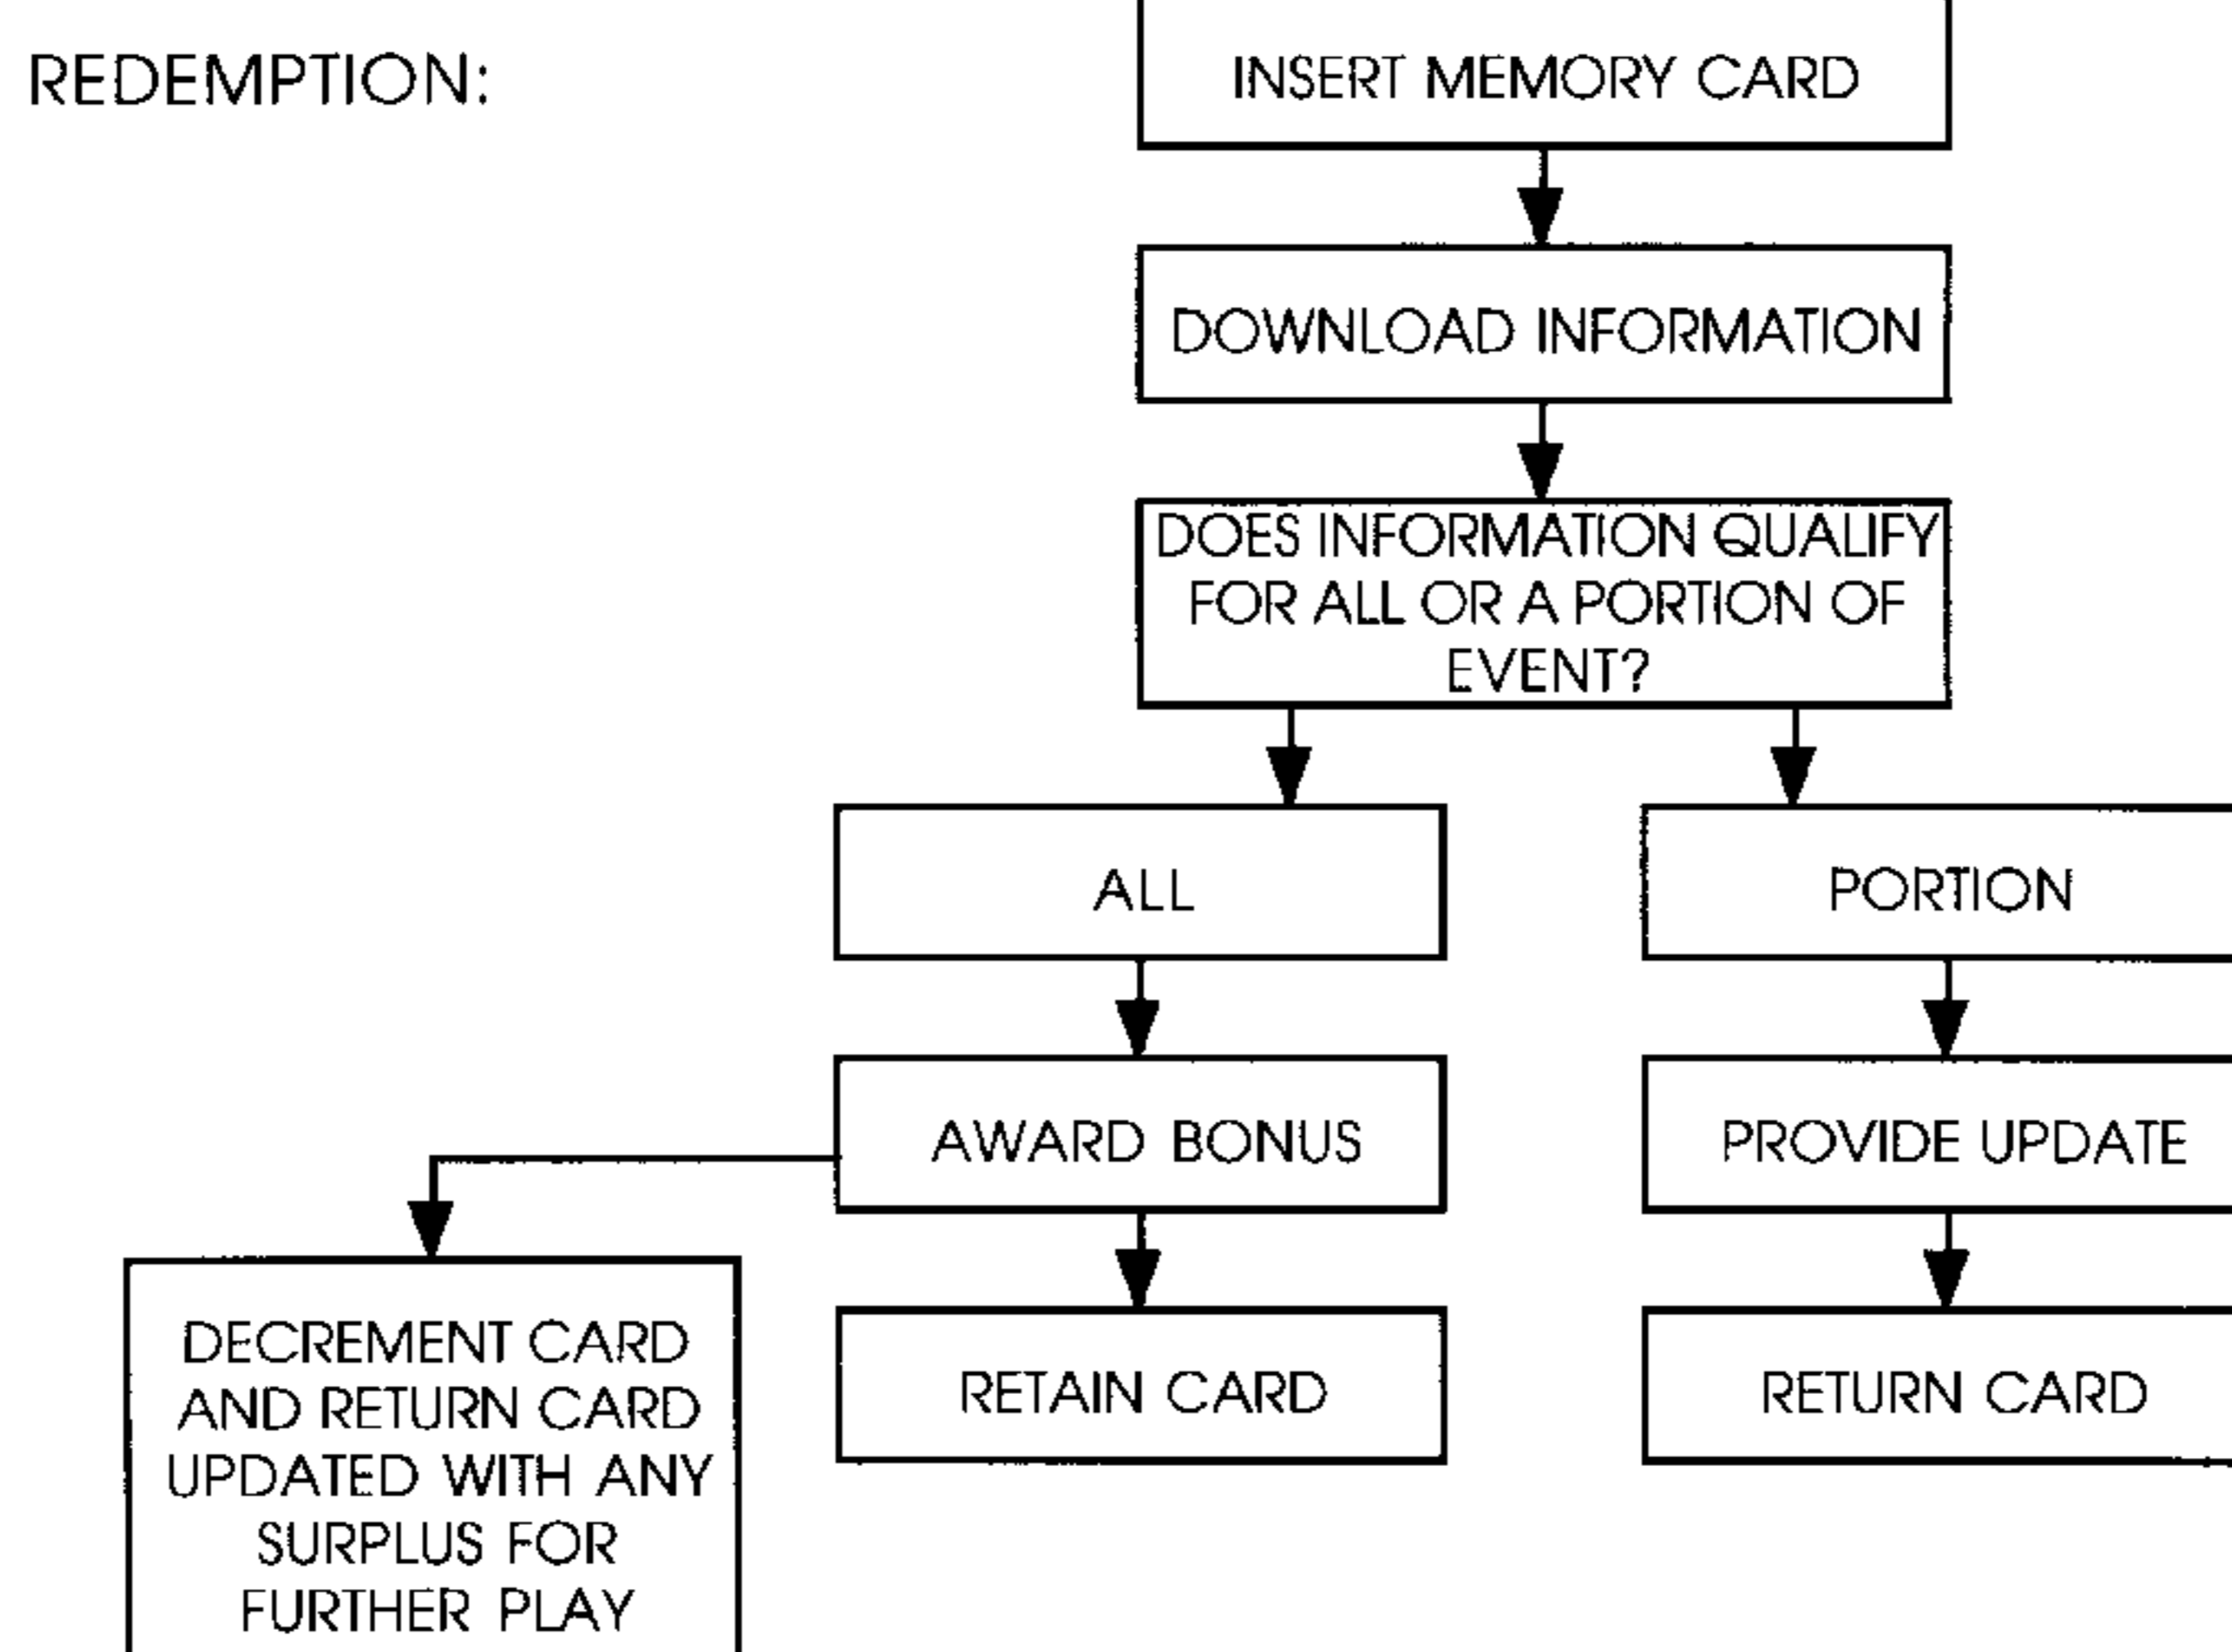 REDEMPTION:
INSERT MEMORY CARD
DOWNLOAD INFORMATION
DOES INFORMATION QUALIFY
FOR ALL OR A PORTION OF
EVENT?
ALL
PORTION
AWARD BONUS
PROVIDE UPDATE
DECREMENT CARD
AND RETURN CARD
UPDATED WITH ANY
SURPLUS FOR
FURTHER PLAY
RETAIN CARD
RETURN CARD